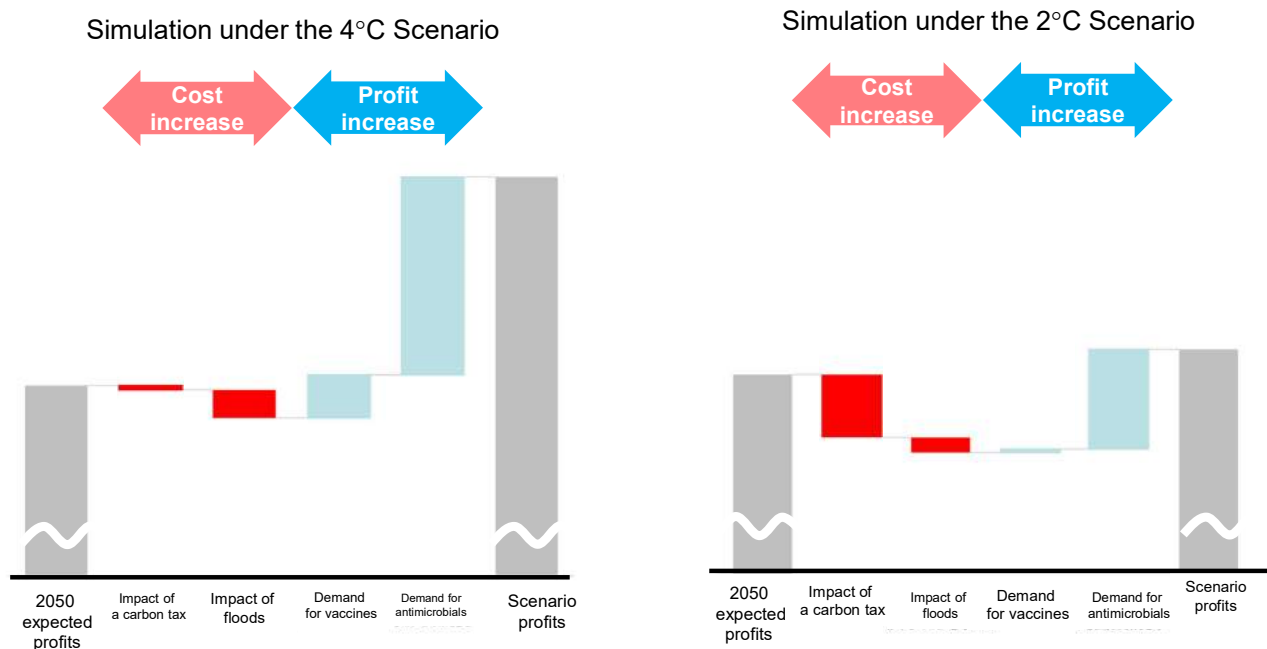 Simulation under the 4°C Scenario
Cost
increase
Profit
increase
2050
expected
profits
Impact of
a carbon tax
Impact of
floods
Demand
for vaccines
Demand for
antimicrobials
Scenario
profits
Simulation under the 2°C Scenario
Cost
increase
Profit
increase
2050
expected
profits
Impact of
a carbon tax
Impact of
floods
Demand
for vaccines
Demand for
antimicrobials
Scenario
profits